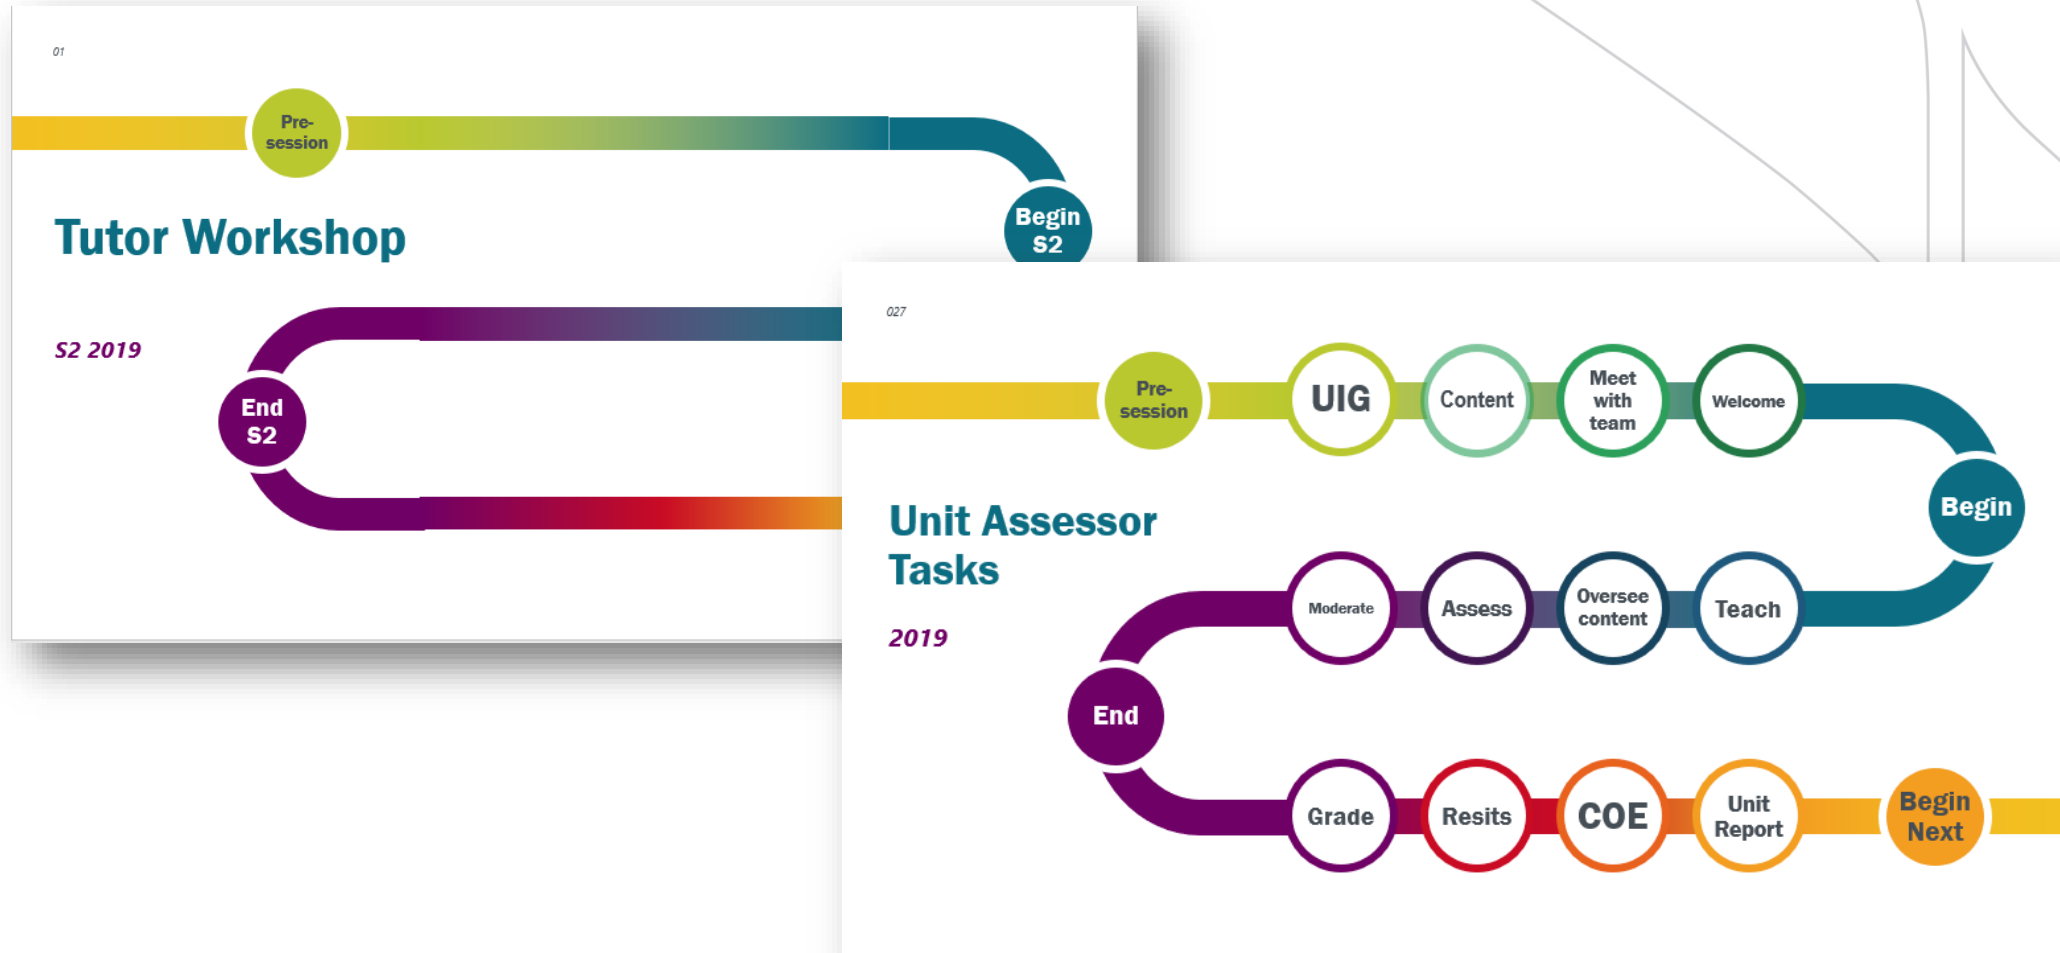 01
Pre-
session
Tutor Workshop
Begin
S2
S2 2019
End
S2
027
Pre-
session
UIG
Content
Meet
with
team
Welcome
Begin
Unit Assessor
Tasks
2019
Moderate
Assess
Oversee
content
Teach
End
Grade
Resits
COE
Unit
Report
Begin
Next